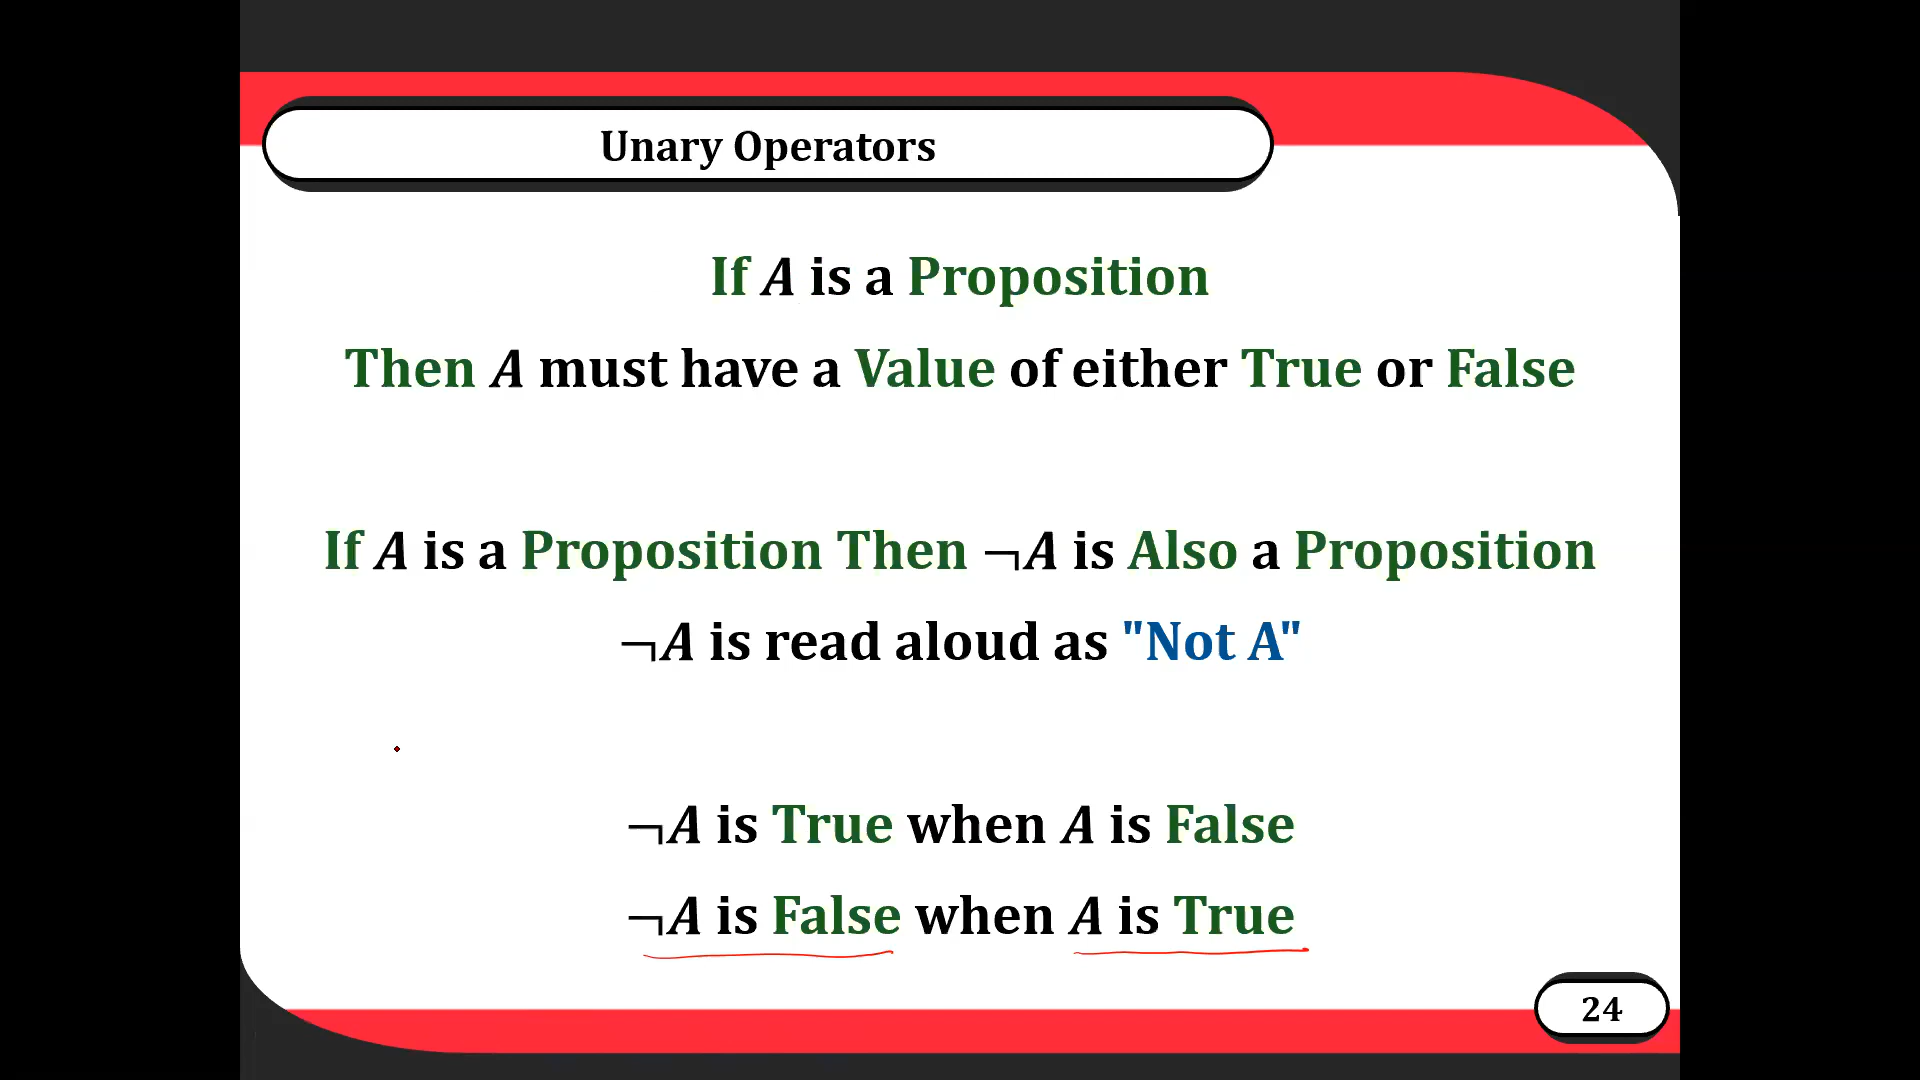 Unary Operators
If A is a Proposition
Then A must have a Value of either True or False
If A is a Proposition Then ¬A is Also a Proposition
¬A is read aloud as "Not A"
¬A is True when A is False
¬A is False when A is True
24